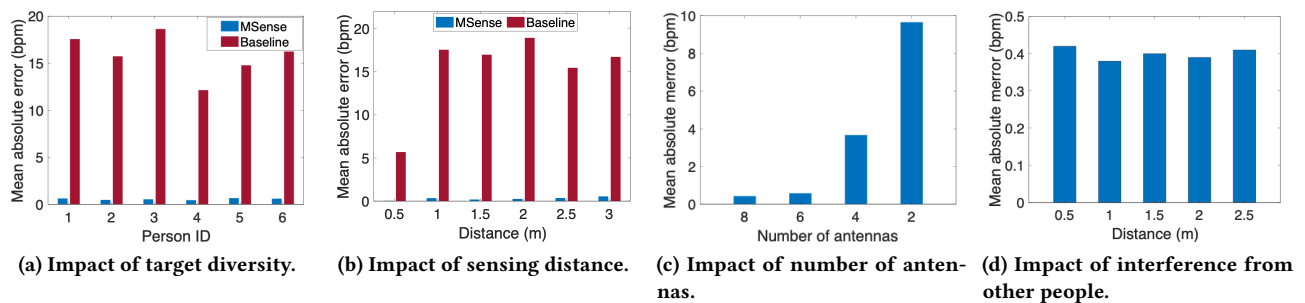 MSense
Baseline
Mean absolute error (bpm)
20
15
10
5
0
1 2 3 4 5 6
Person ID
(a) Impact of target diversity.
MSense Baseline
Mean absolute error (bpm)
20
15
10
5
0
0.5 1 1.5 2 2.5 3
Distance (m)
(b) Impact of sensing distance.
Mean absolute merror (bpm)
10
8
6
4
2
0
8 6 4 2
Number of antennas
(c) Impact of number of anten-
nas.
Mean absolute merror (bpm)
0.5
0.4
0.3
0.2
0.1
0
0.5 1 1.5 2 2.5
Distance (m)
(d) Impact of interference from
other people.